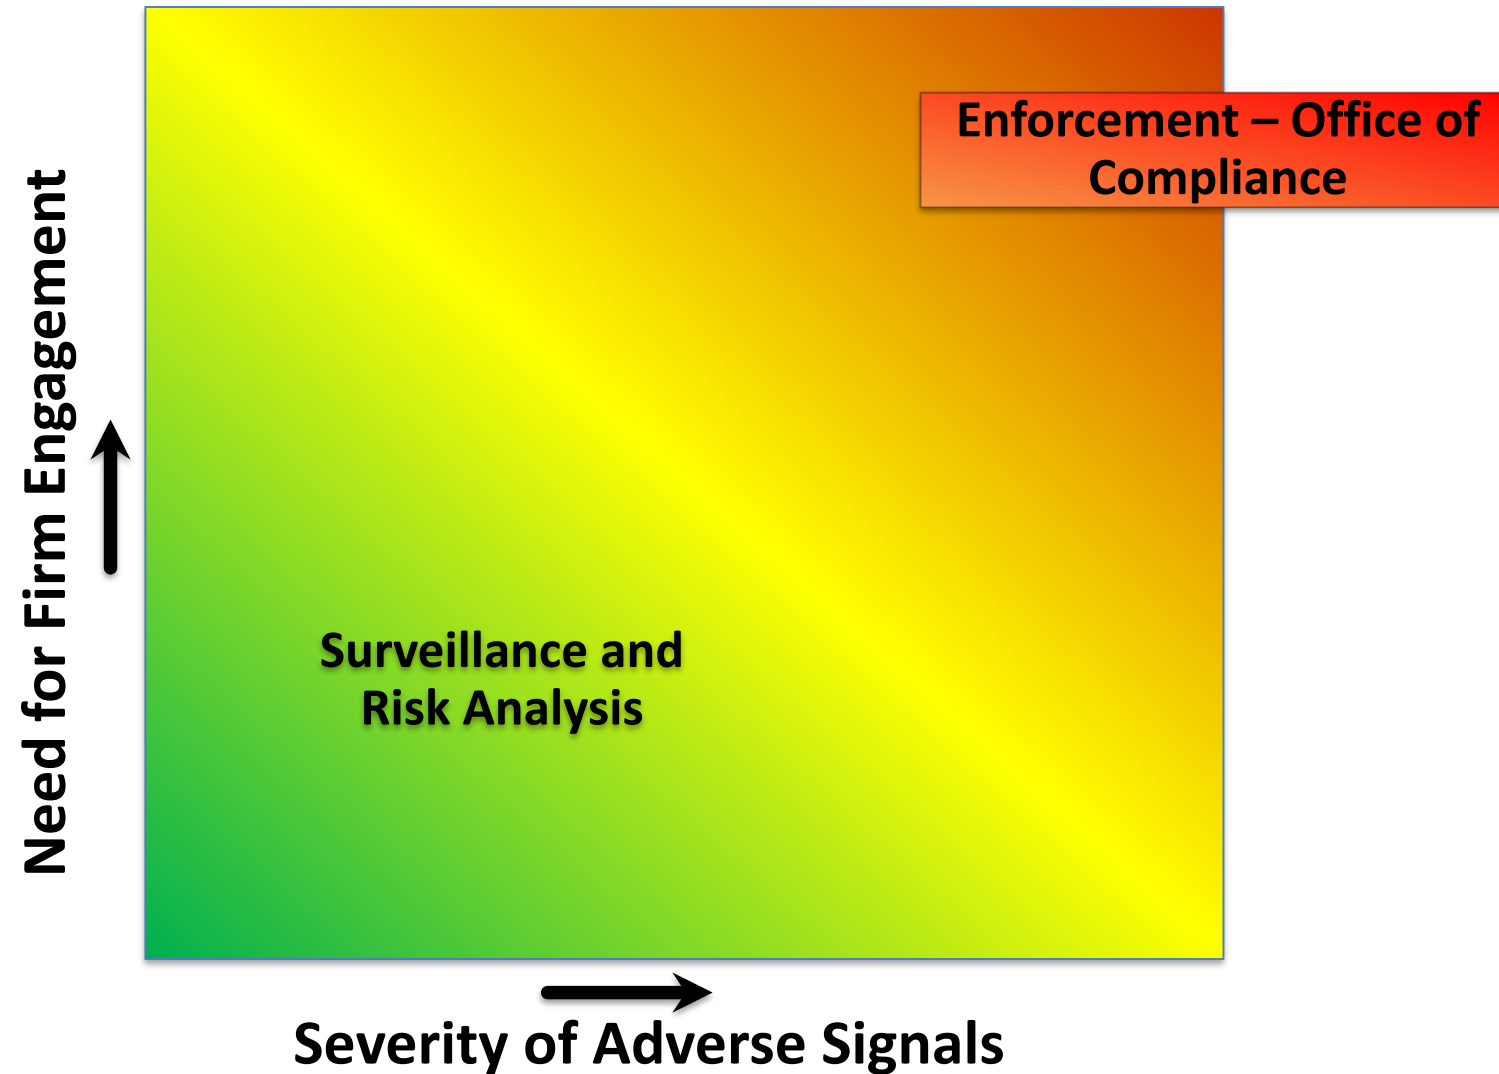 Enforcement – Office of
Compliance
Need for Firm Engagement
Surveillance and
Risk Analysis
Severity of Adverse Signals